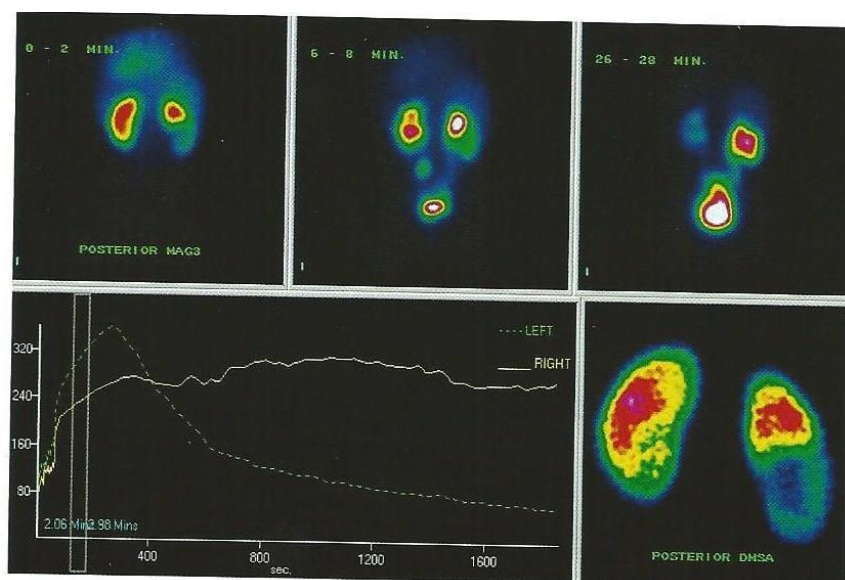 0 - 2 MIN.
6 - 8 MIN.
26 - 28 MIN.
POSTERIOR MAG3
LEFT
RIGHT
320
240
160
80
2.06 Min
2.98 Mins
400
800
1200
1600
sec.
POSTERIOR DMSA